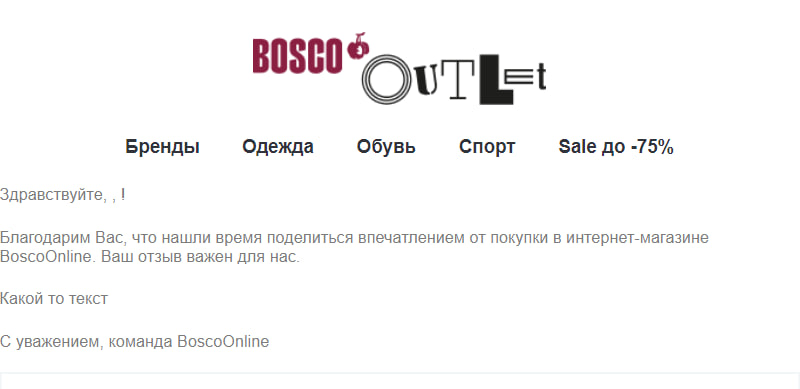 BOSCO OUTLET
Бренды Одежда Обувь Спорт Sale до -75%
Здравствуйте, , !
Благодарим Вас, что нашли время поделиться впечатлением от покупки в интернет-магазине
BoscoOnline. Ваш отзыв важен для нас.
Какой то текст
С уважением, команда BoscoOnline